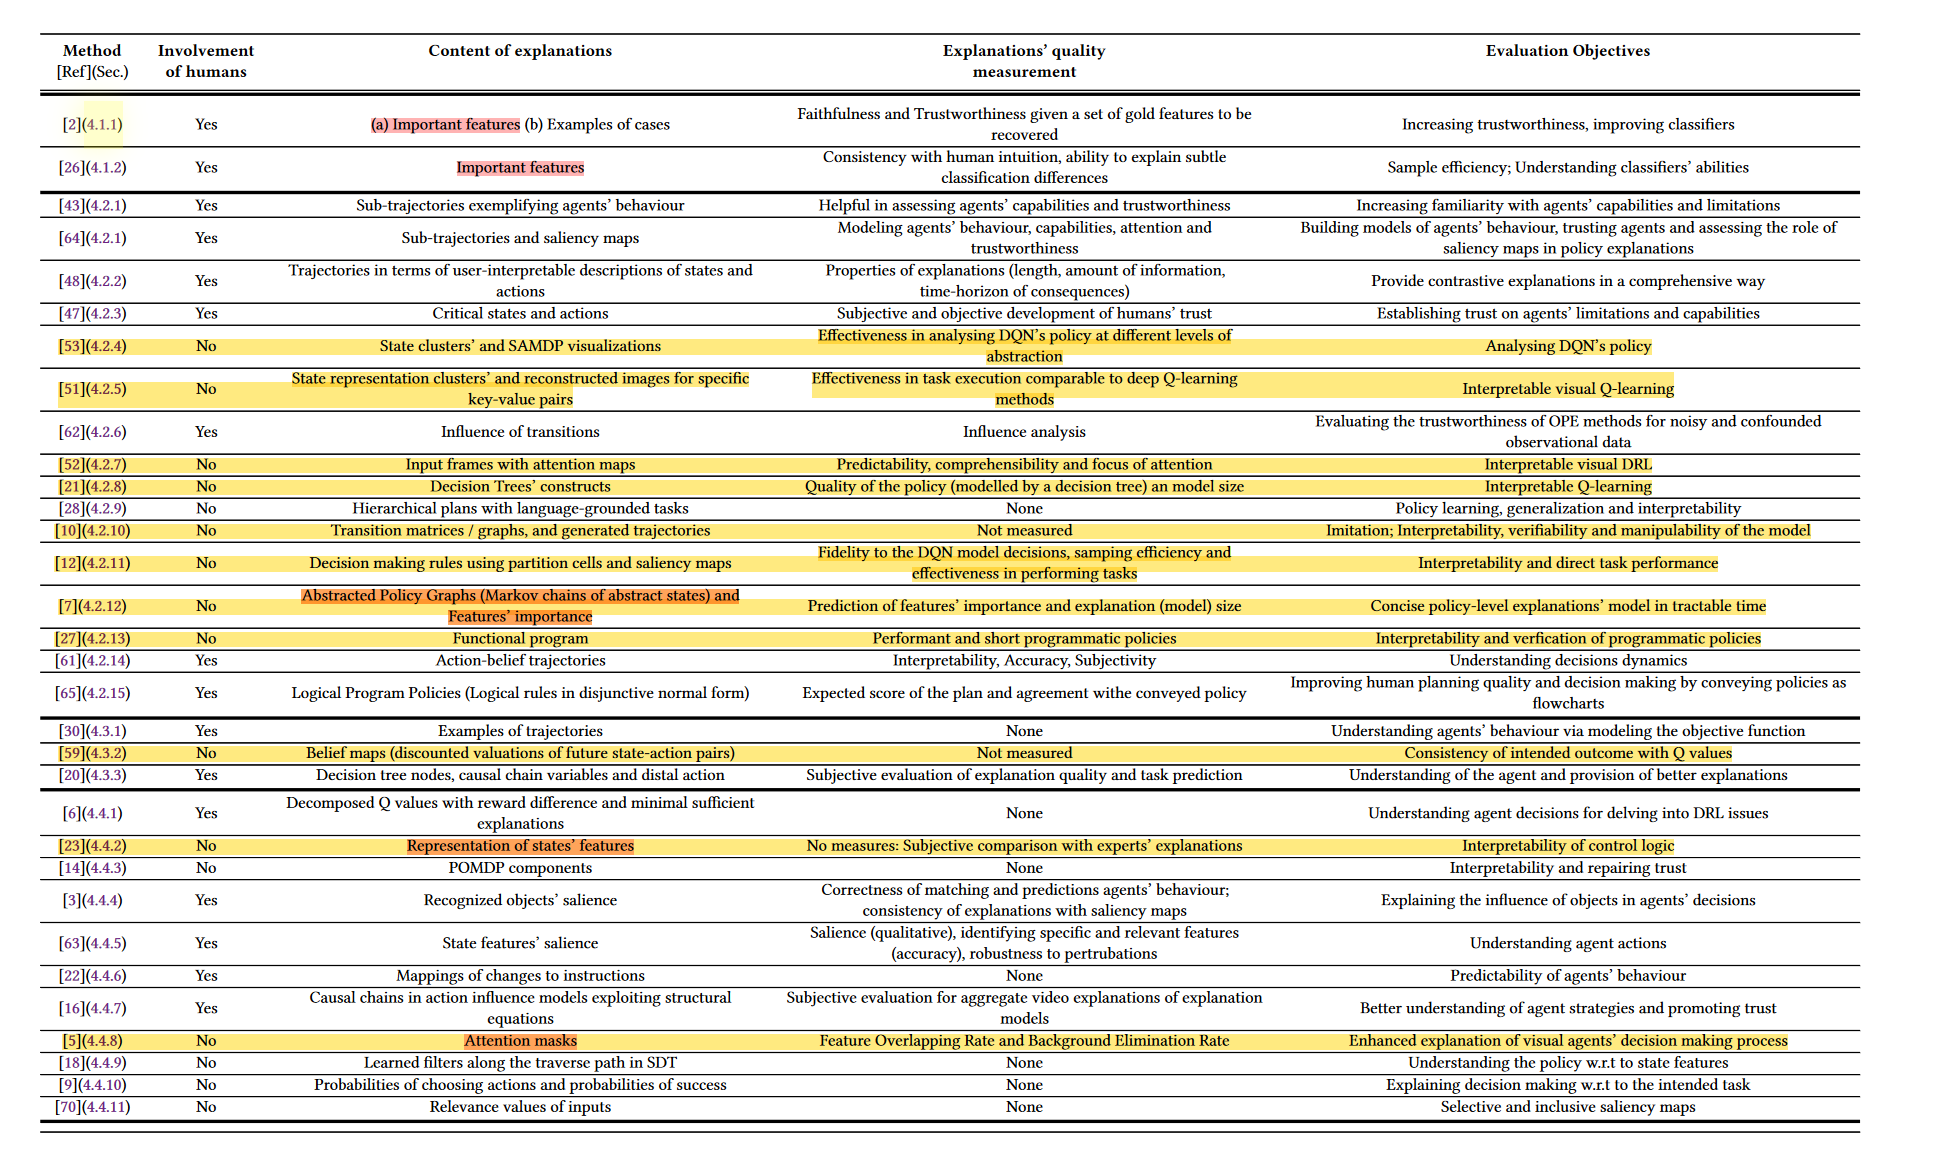 Method Involvement Content of explanations Explanations’ quality Evaluation Objectives
[Ref](Sec.) of humans measurement
[2](4.1.1) Yes (a) Important features (b) Examples of cases Faithfulness and Trustworthiness given a set of gold features to be recovered Increasing trustworthiness, improving classifiers
[26](4.1.2) Yes Important features Consistency with human intuition, ability to explain subtle classification differences Sample efficiency; Understanding classifiers’ abilities
[43](4.2.1) Yes Sub-trajectories exemplifying agents’ behaviour Helpful in assessing agents’ capabilities and trustworthiness Increasing familiarity with agents’ capabilities and limitations
[64](4.2.1) Yes Sub-trajectories and saliency maps Modeling agents’ behaviour, capabilities, attention and trustworthiness Building models of agents’ behaviour, trusting agents and assessing the role of saliency maps in policy explanations
[48](4.2.2) Yes Trajectories in terms of user-interpretable descriptions of states and actions Properties of explanations (length, amount of information, time-horizon of consequences) Provide contrastive explanations in a comprehensive way
[47](4.2.3) Yes Critical states and actions Subjective and objective development of humans’ trust Establishing trust on agents’ limitations and capabilities
[53](4.2.4) No State clusters’ and SAMDP visualizations Effectiveness in analysing DQN’s policy at different levels of abstraction Analysing DQN’s policy
[51](4.2.5) No State representation clusters’ and reconstructed images for specific key-value pairs Effectiveness in task execution comparable to deep Q-learning methods Interpretable visual Q-learning
[62](4.2.6) Yes Influence of transitions Influence analysis Evaluating the trustworthiness of OPE methods for noisy and confounded observational data
[52](4.2.7) No Input frames with attention maps Predictability, comprehensibility and focus of attention Interpretable visual DRL
[21](4.2.8) No Decision Trees’ constructs Quality of the policy (modelled by a decision tree) an model size Interpretable Q-learning
[28](4.2.9) No Hierarchical plans with language-grounded tasks None Policy learning, generalization and interpretability
[10](4.2.10) No Transition matrices / graphs, and generated trajectories Not measured Imitation; Interpretability, verifiability and manipulability of the model
[12](4.2.11) No Decision making rules using partition cells and saliency maps Fidelity to the DQN model decisions, samping efficiency and effectiveness in performing tasks Interpretability and direct task performance
[7](4.2.12) No Abstracted Policy Graphs (Markov chains of abstract states) and Features’ importance Prediction of features’ importance and explanation (model) size Concise policy-level explanations’ model in tractable time
[27](4.2.13) No Functional program Performant and short programmatic policies Interpretability and verfication of programmatic policies
[61](4.2.14) Yes Action-belief trajectories Interpretability, Accuracy, Subjectivity Understanding decisions dynamics
[65](4.2.15) Yes Logical Program Policies (Logical rules in disjunctive normal form) Expected score of the plan and agreement withe conveyed policy Improving human planning quality and decision making by conveying policies as flowcharts
[30](4.3.1) Yes Examples of trajectories None Understanding agents’ behaviour via modeling the objective function
[59](4.3.2) No Belief maps (discounted valuations of future state-action pairs) Not measured Consistency of intended outcome with Q values
[20](4.3.3) Yes Decision tree nodes, causal chain variables and distal action Subjective evaluation of explanation quality and task prediction Understanding of the agent and provision of better explanations
[6](4.4.1) Yes Decomposed Q values with reward difference and minimal sufficient explanations None Understanding agent decisions for delving into DRL issues
[23](4.4.2) No Representation of states’ features No measures: Subjective comparison with experts’ explanations Interpretability of control logic
[14](4.4.3) No POMDP components None Interpretability and repairing trust
[3](4.4.4) Yes Recognized objects’ salience Correctness of matching and predictions agents’ behaviour; consistency of explanations with saliency maps Explaining the influence of objects in agents’ decisions
[63](4.4.5) Yes State features’ salience Salience (qualitative), identifying specific and relevant features (accuracy), robustness to pertrubations Understanding agent actions
[22](4.4.6) Yes Mappings of changes to instructions None Predictability of agents’ behaviour
[16](4.4.7) Yes Causal chains in action influence models exploiting structural equations Subjective evaluation for aggregate video explanations of explanation models Better understanding of agent strategies and promoting trust
[5](4.4.8) No Attention masks Feature Overlapping Rate and Background Elimination Rate Enhanced explanation of visual agents’ decision making process
[18](4.4.9) No Learned filters along the traverse path in SDT None Understanding the policy w.r.t to state features
[9](4.4.10) No Probabilities of choosing actions and probabilities of success None Explaining decision making w.r.t to the intended task
[70](4.4.11) No Relevance values of inputs None Selective and inclusive saliency maps